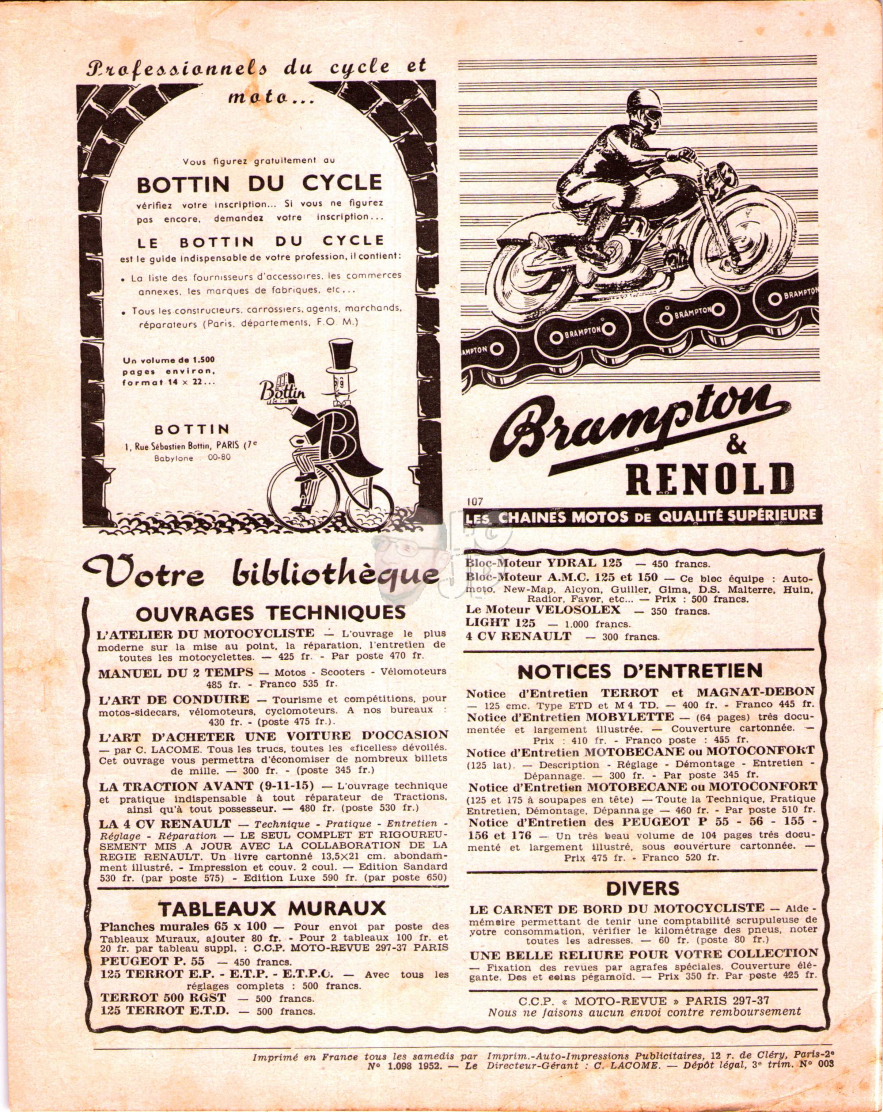 Professionnels du cycle et
moto...
Vous figurez gratuitement au
BOTTIN DU CYCLE
vérifiez votre inscription... Si vous ne figurez
pas encore, demandez votre inscription...
LE BOTTIN DU CYCLE
est le guide indispensable de votre profession, il contient:
• La liste des fournisseurs d'accessoires, les commerces
annexes, les marques de fabriques, etc...
• Tous les constructeurs, carrossiers, agents, marchands,
réparateurs (Paris, départements, F. O. M.)
Un volume de 1.500
pages environ,
format 14 x 22...
Bottin
B
BOTTIN
1, Rue Sébastien Bottin, PARIS (7e
Babylone 00-80
BRAMPTON
BRAMPTON
BRAMPTON
BRAMPTON
Brampton
&
RENOLD
107
LES CHAINES MOTOS DE QUALITÉ SUPÉRIEURE
Votre bibliothèque
OUVRAGES TECHNIQUES
L'ATELIER DU MOTOCYCLISTE — L'ouvrage le plus
moderne sur la mise au point, la réparation, l'entretien de
toutes les motocyclettes. — 425 fr. - Par poste 470 fr.
MANUEL DU 2 TEMPS — Motos - Scooters - Vélomoteurs
485 fr. - Franco 535 fr.
L'ART DE CONDUIRE — Tourisme et compétitions, pour
motos-sidecars, vélomoteurs, cyclomoteurs. A nos bureaux :
430 fr. - (poste 475 fr.).
L'ART D'ACHETER UNE VOITURE D'OCCASION
— par C. LACOME. Tous les trucs, toutes les «ficelles» dévoilés.
Cet ouvrage vous permettra d'économiser de nombreux billets
de mille. — 300 fr. - (poste 345 fr.)
LA TRACTION AVANT (9-11-15) — L'ouvrage technique
et pratique indispensable à tout réparateur de Tractions,
ainsi qu'à tout possesseur. — 480 fr. (poste 530 fr.)
LA 4 CV RENAULT — Technique - Pratique - Entretien -
Réglage - Réparation — LE SEUL COMPLET ET RIGOUREU-
SEMENT MIS A JOUR AVEC LA COLLABORATION DE LA
REGIE RENAULT. Un livre cartonné 13,5×21 cm. abondam-
ment illustré. - Impression et couv. 2 coul. — Edition Sandard
530 fr. (par poste 575) - Edition Luxe 590 fr. (par poste 650)
TABLEAUX MURAUX
Planches murales 65 x 100 — Pour envoi par poste des
Tableaux Muraux, ajouter 80 fr. - Pour 2 tableaux 100 fr. et
20 fr. par tableau suppl. : C.C.P. MOTO-REVUE 297-37 PARIS
PEUGEOT P. 55 — 450 francs.
125 TERROT E.P. - E.T.P. - E.T.P.C. — Avec tous les
réglages complets : 500 francs.
TERROT 500 RGST — 500 francs.
125 TERROT E.T.D. — 500 francs.
Bloc-Moteur YDRAL 125 — 450 francs.
Bloc-Moteur A.M.C. 125 et 150 — Ce bloc équipe : Auto-
moto, New-Map, Alcyon, Guiller, Gima, D.S. Malterre, Huin,
Radior, Favor, etc... — Prix : 500 francs.
Le Moteur VELOSOLEX — 350 francs.
LIGHT 125 — 1.000 francs.
4 CV RENAULT — 300 francs.
NOTICES D'ENTRETIEN
Notice d'Entretien TERROT et MAGNAT-DEBON
— 125 cmc. Type ETD et M 4 TD. — 400 fr. - Franco 445 fr.
Notice d'Entretien MOBYLETTE — (64 pages) très docu-
mentée et largement illustrée. — Couverture cartonnée. —
Prix : 410 fr. - Franco poste : 455 fr.
Notice d'Entretien MOTOBECANE ou MOTOCONFORT
(125 lat). — Description - Réglage - Démontage - Entretien -
Dépannage. — 300 fr. - Par 345 fr.
Notice d'Entretien MOTOBECANE ou MOTOCONFORT
(125 et 175 à soupapes en tête) — Toute la Technique, Pratique
Entretien, Démontage, Dépannage — 460 fr. - Par poste 510 fr.
Notice d'Entretien des PEUGEOT P 55 - 56 - 155 -
156 et 176 — Un très beau volume de 104 pages très docu-
menté et largement illustré, sous couverture cartonnée. —
Prix 475 fr. - Franco 520 fr.
DIVERS
LE CARNET DE BORD DU MOTOCYCLISTE — Aide-
mémoire permettant de tenir une comptabilité scrupuleuse de
votre consommation, vérifier le kilométrage des pneus, noter
toutes les adresses. — 60 fr. (poste 80 fr.)
UNE BELLE RELIURE POUR VOTRE COLLECTION
— Fixation des revues par agrafes spéciales. Couverture élé-
gante. Dos et coins pégamoïd. — Prix 350 fr. Par poste 425 fr.
C.C.P. « MOTO-REVUE » PARIS 297-37
Nous ne faisons aucun envoi contre remboursement
Imprimé en France tous les samedis par Imprim.-Auto-Impressions Publicitaires, 12 r. de Cléry, Paris-2e
N° 1.098 1952. — Le Directeur-Gérant : C. LACOME. — Dépôt légal, 3e trim. N° 003